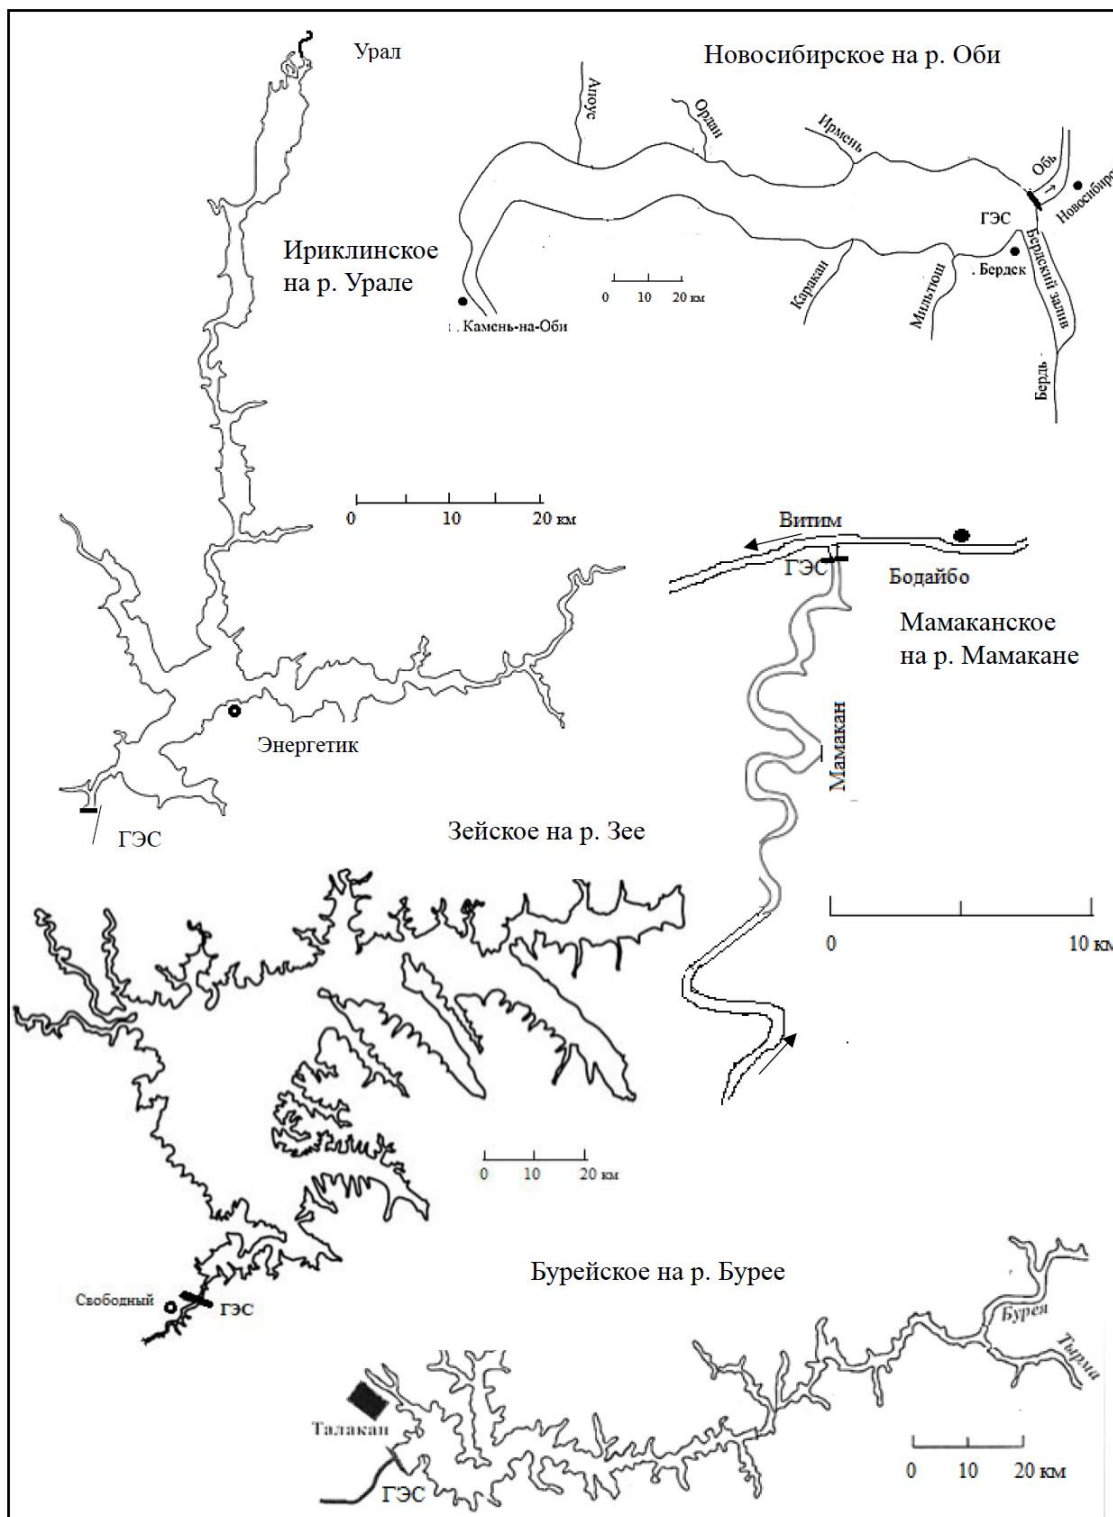 Урал
Новосибирское на р. Оби
Апоус
Ордан
Ирмень
Обь
Новосибирск
ГЭС
Бердский залив
. Бердск
Каракан
Мильтюш
Бердь
0 10 20 км
. Камень-на-Оби
Ириклинское
на р. Урале
0 10 20 км
Энергетик
ГЭС
Витим
ГЭС
Бодайбо
Мамаканское
на р. Мамакане
Мамакан
0 10 км
Зейское на р. Зее
0 10 20 км
Свободный
ГЭС
Бурейское на р. Бурее
Бурея
Тырма
Талакан
ГЭС
0 10 20 км